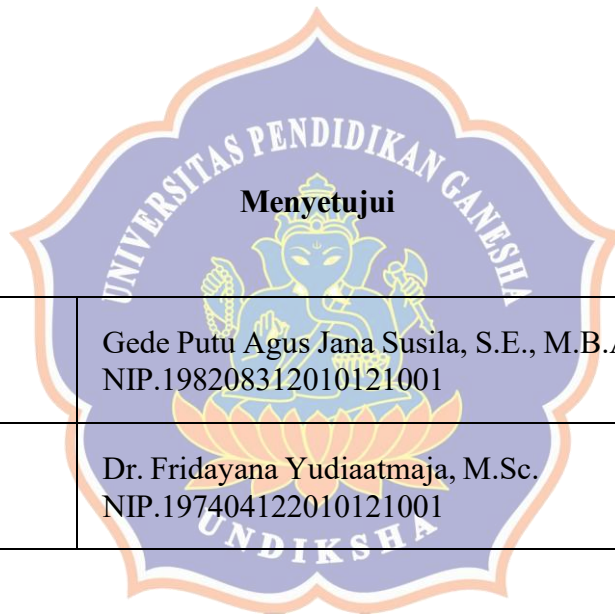 UNIVERSITAS PENDIDIKAN GANESHA
Menyetujui
Gede Putu Agus Jana Susila, S.E., M.B.A
NIP.198208312010121001
Dr. Fridayana Yudiaatmaja, M.Sc.
NIP.197404122010121001
UNDIKSHA